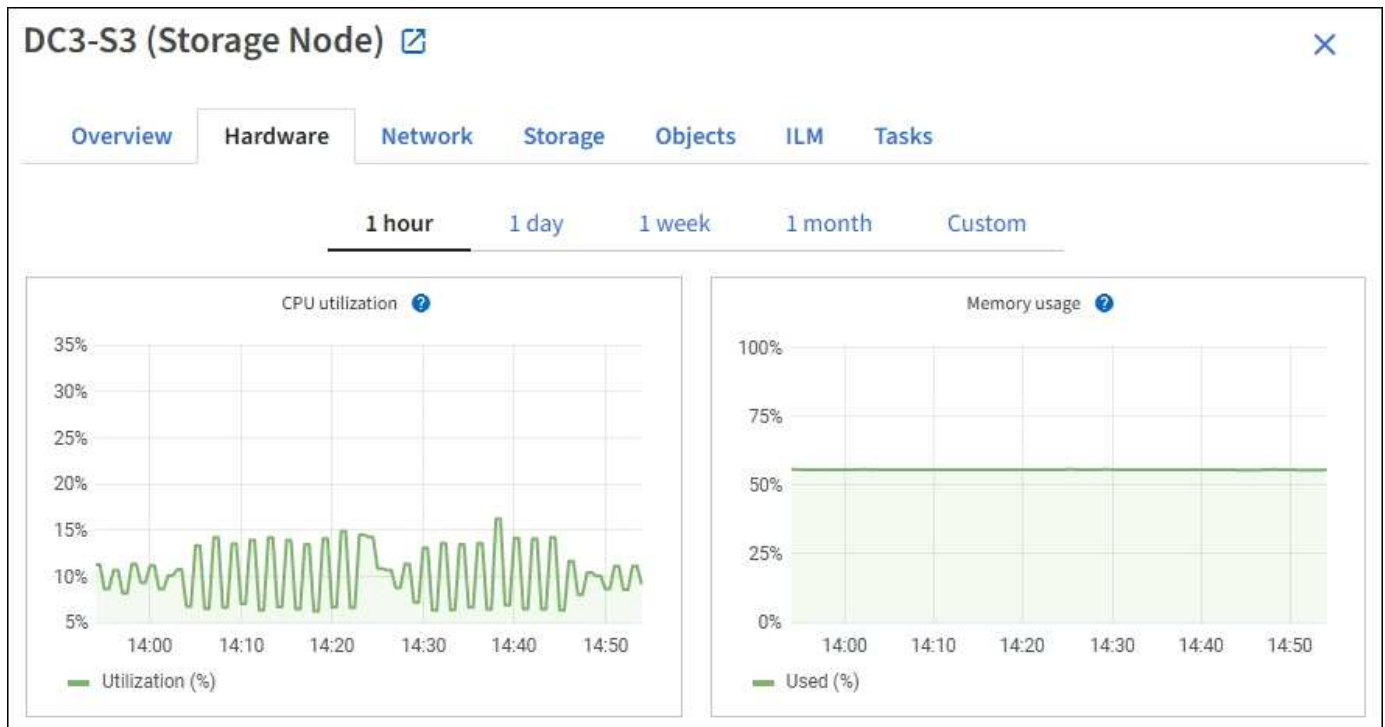 DC3-S3 (Storage Node)
Overview Hardware Network Storage Objects ILM Tasks
1 hour 1 day 1 week 1 month Custom
CPU utilization ?
35%
30%
25%
20%
15%
10%
5%
14:00 14:10 14:20 14:30 14:40 14:50
Utilization (%)
Memory usage ?
100%
75%
50%
25%
0%
14:00 14:10 14:20 14:30 14:40 14:50
Used (%)